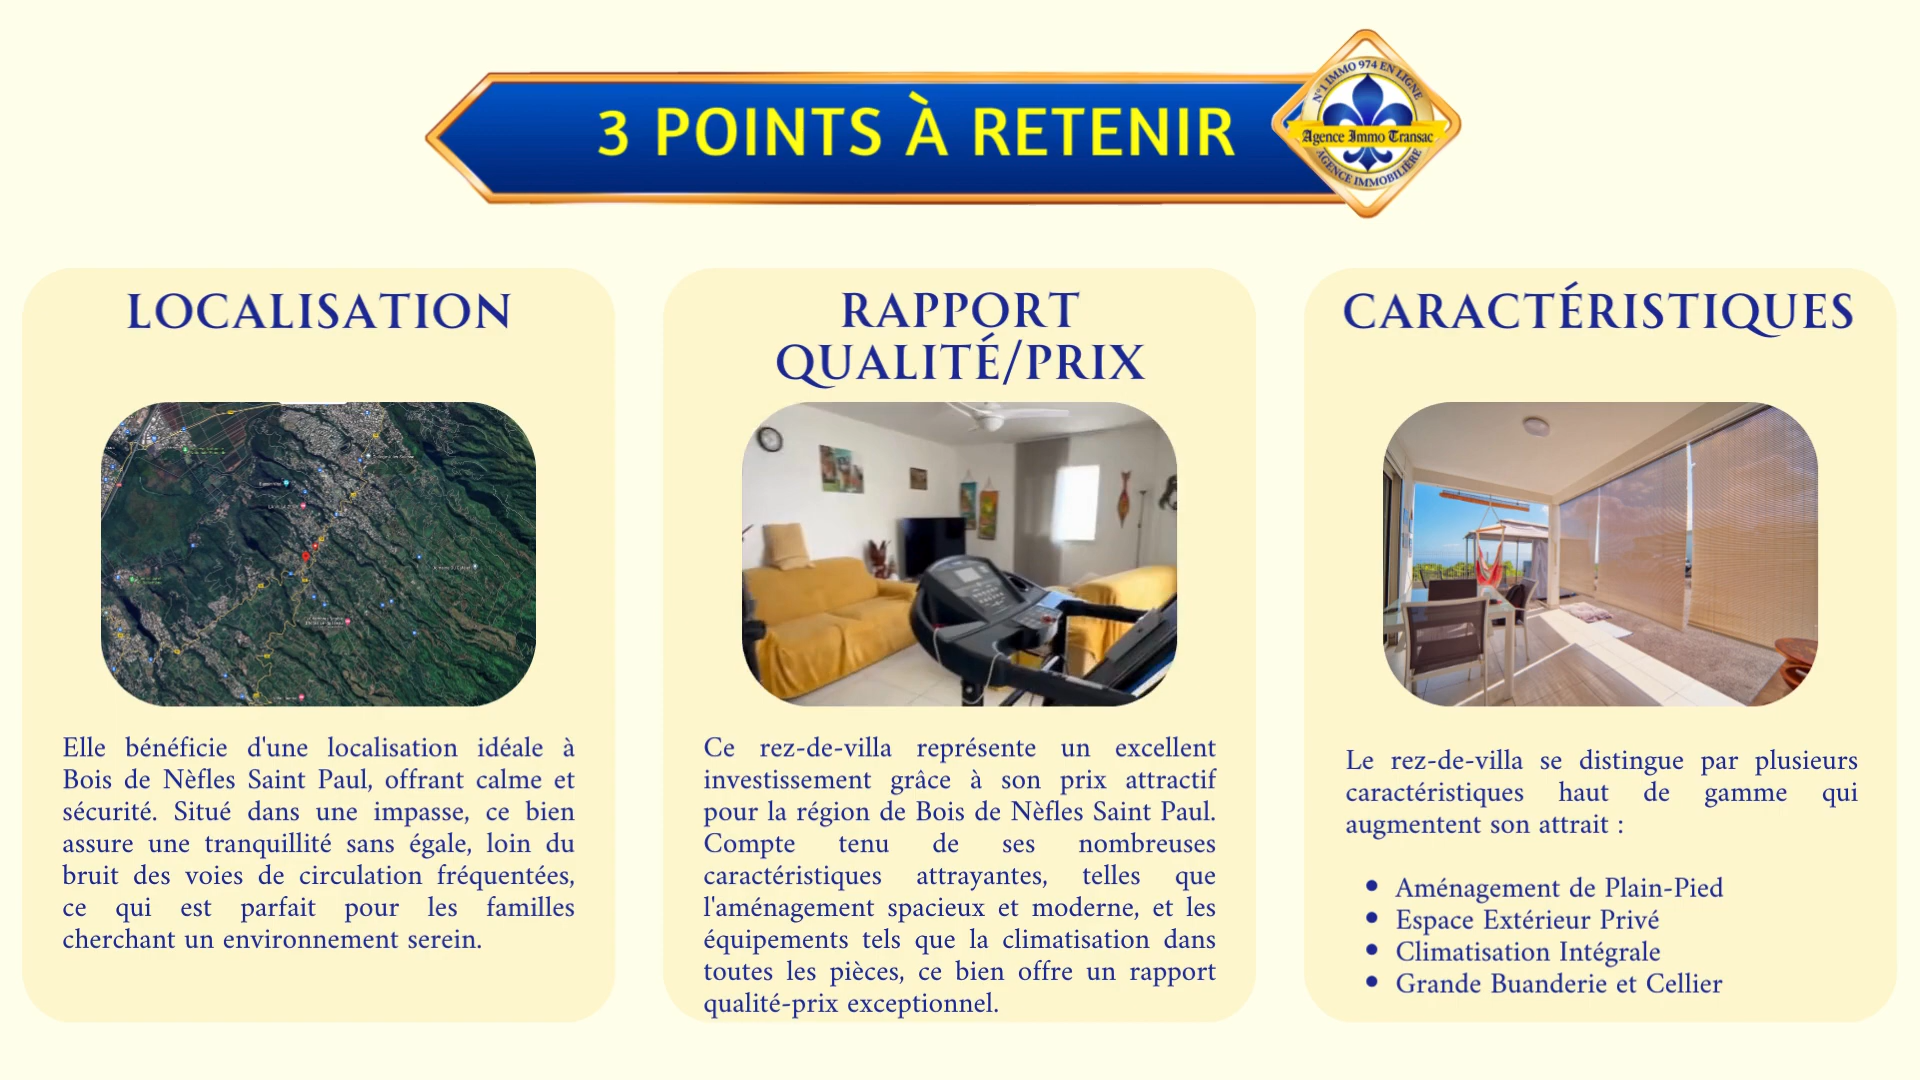 3 POINTS À RETENIR
N°1 IMMO 974 EN LIGNE
Agence Immo Transac
AGENCE IMMOBILIÈRE
LOCALISATION
Elle bénéficie d'une localisation idéale à
Bois de Nèfles Saint Paul, offrant calme et
sécurité. Situé dans une impasse, ce bien
assure une tranquillité sans égale, loin du
bruit des voies de circulation fréquentées,
ce qui est parfait pour les familles
cherchant un environnement serein.
RAPPORT
QUALITÉ/PRIX
Ce rez-de-villa représente un excellent
investissement grâce à son prix attractif
pour la région de Bois de Nèfles Saint Paul.
Compte tenu de ses nombreuses
caractéristiques attrayantes, telles que
l'aménagement spacieux et moderne, et les
équipements tels que la climatisation dans
toutes les pièces, ce bien offre un rapport
qualité-prix exceptionnel.
CARACTÉRISTIQUES
Le rez-de-villa se distingue par plusieurs
caractéristiques haut de gamme qui
augmentent son attrait :
• Aménagement de Plain-Pied
• Espace Extérieur Privé
• Climatisation Intégrale
• Grande Buanderie et Cellier